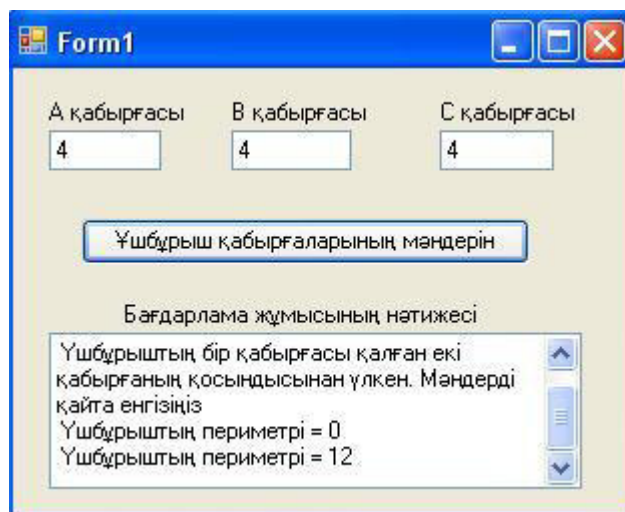 Form1
А қабырғасы В қабырғасы С қабырғасы
4 4 4
Ұшбұрыш қабырғаларының мәндерін
Бағдарлама жұмысының нәтижесі
Үшбұрыштың бір қабырғасы қалған екі
қабырғаның қосындысынан үлкен. Мәндерді
қайта енгізіңіз
Үшбұрыштың периметрі = 0
Үшбұрыштың периметрі = 12